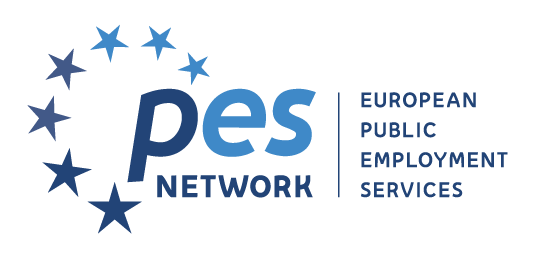 pes
NETWORK
EUROPEAN
PUBLIC
EMPLOYMENT
SERVICES